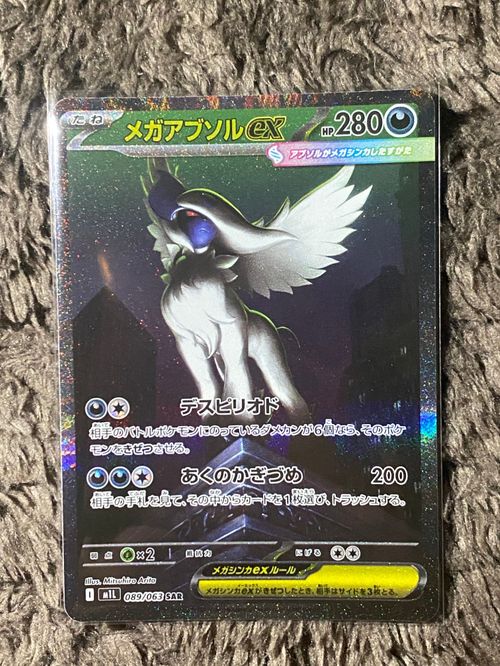 たね
メガアブソルex HP280
アブソルがメガシンカしたすがた
デスピリオド
相手のバトルポケモンにのっているダメカンが6個なら、そのポケ
モンをきぜつさせる。
あくのかぎづめ 200
相手の手札を見て、その中からカードを1枚選び、トラッシュする。
弱点 ×2 抵抗力 にげる
メガシンカexルール
メガシンカexがきぜつしたとき、相手はサイドを3枚とる。
Illus. Mitsuhiro Arita
I M1L 089/063 SAR